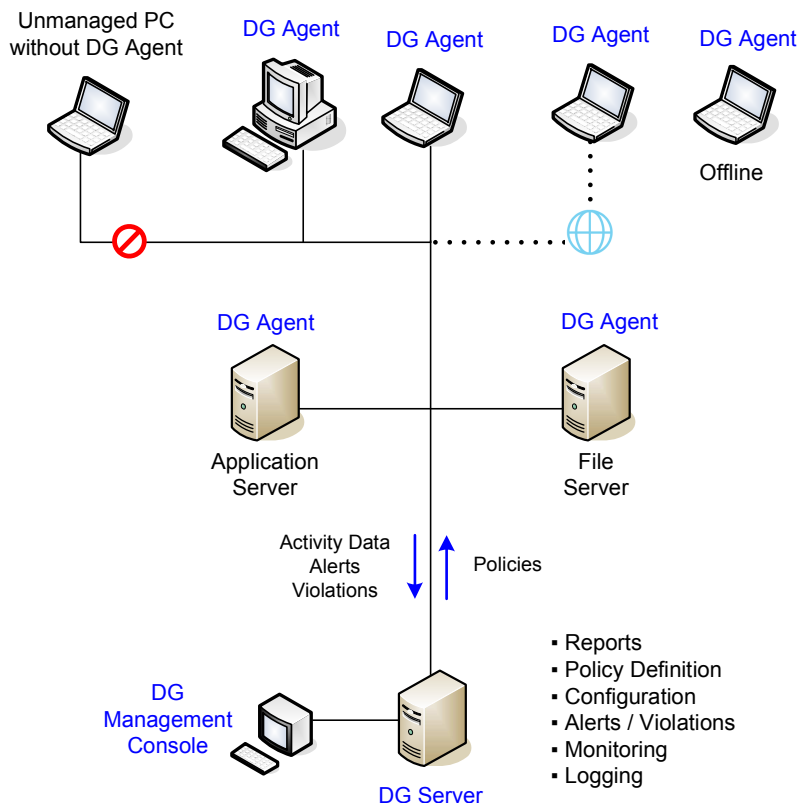 Unmanaged PC
without DG Agent
DG Agent
DG Agent
DG Agent
DG Agent
Offline
DG Agent
DG Agent
Application
Server
File
Server
Activity Data
Alerts
Violations
Policies
▪ Reports
▪ Policy Definition
▪ Configuration
▪ Alerts / Violations
▪ Monitoring
▪ Logging
DG
Management
Console
DG Server